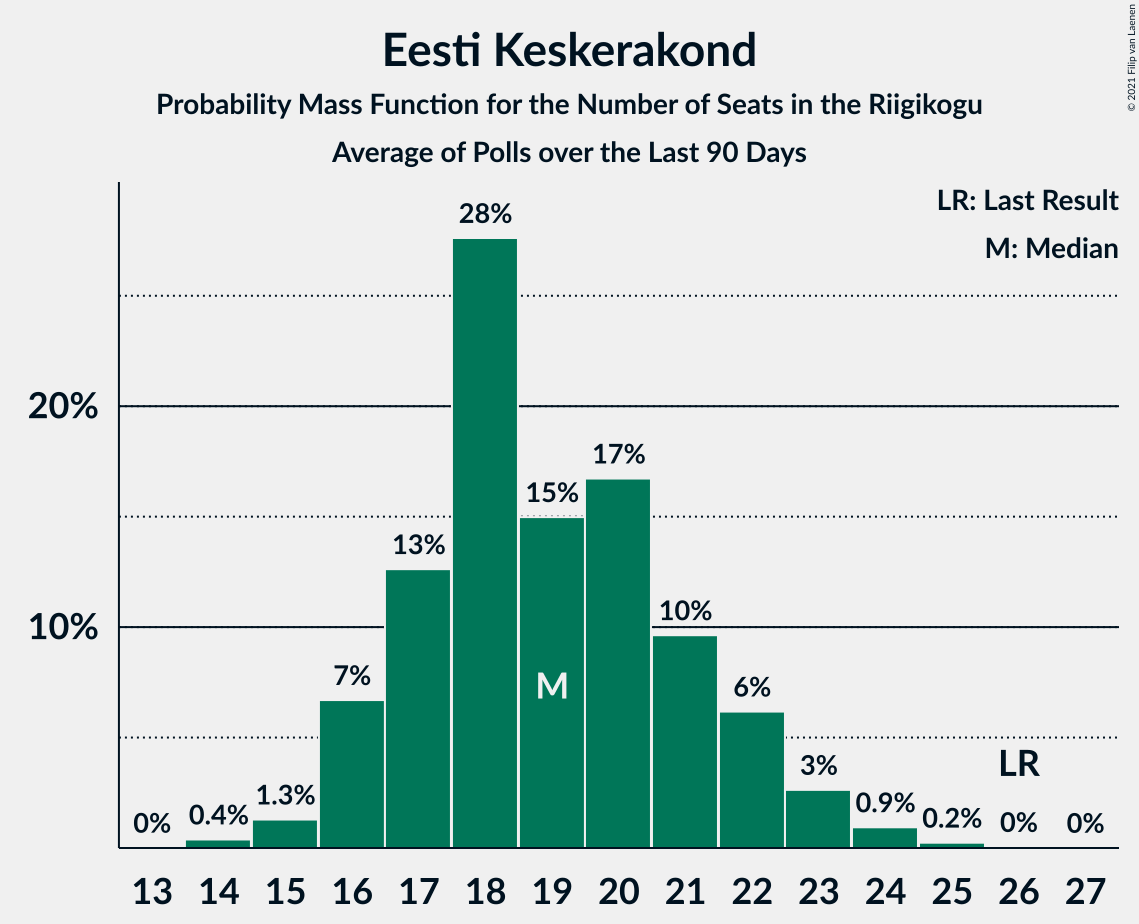 Eesti Keskerakond
Probability Mass Function for the Number of Seats in the Riigikogu
Average of Polls over the Last 90 Days
© 2021 Filip van Laenen
LR: Last Result
M: Median
28%
20%
17%
15%
13%
10%
10%
7%
M
6%
LR
3%
1.3%
0.9%
0.4%
0.2%
0%
0%
0%
13 14 15 16 17 18 19 20 21 22 23 24 25 26 27